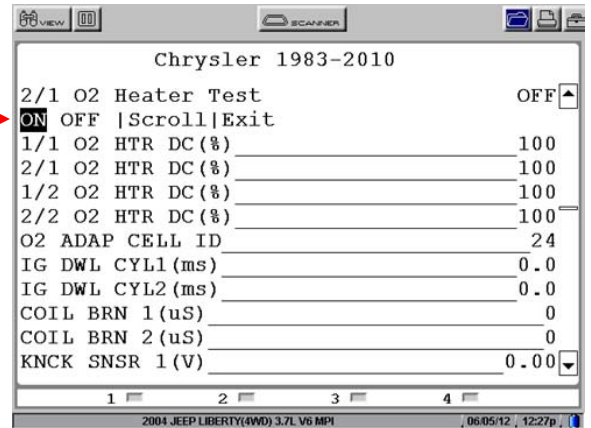 VIEW SCANNER
Chrysler 1983-2010
2/1 O2 Heater Test OFF
ON OFF |Scroll|Exit
1/1 O2 HTR DC(%) 100
2/1 O2 HTR DC(%) 100
1/2 O2 HTR DC(%) 100
2/2 O2 HTR DC(%) 100
O2 ADAP CELL ID 24
IG DWL CYL1(ms) 0.0
IG DWL CYL2(ms) 0.0
COIL BRN 1(uS) 0
COIL BRN 2(uS) 0
KNCK SNSR 1(V) 0.00
1 2 3 4
2004 JEEP LIBERTY(4WD) 3.7L V6 MPI 06/05/12 12:27p